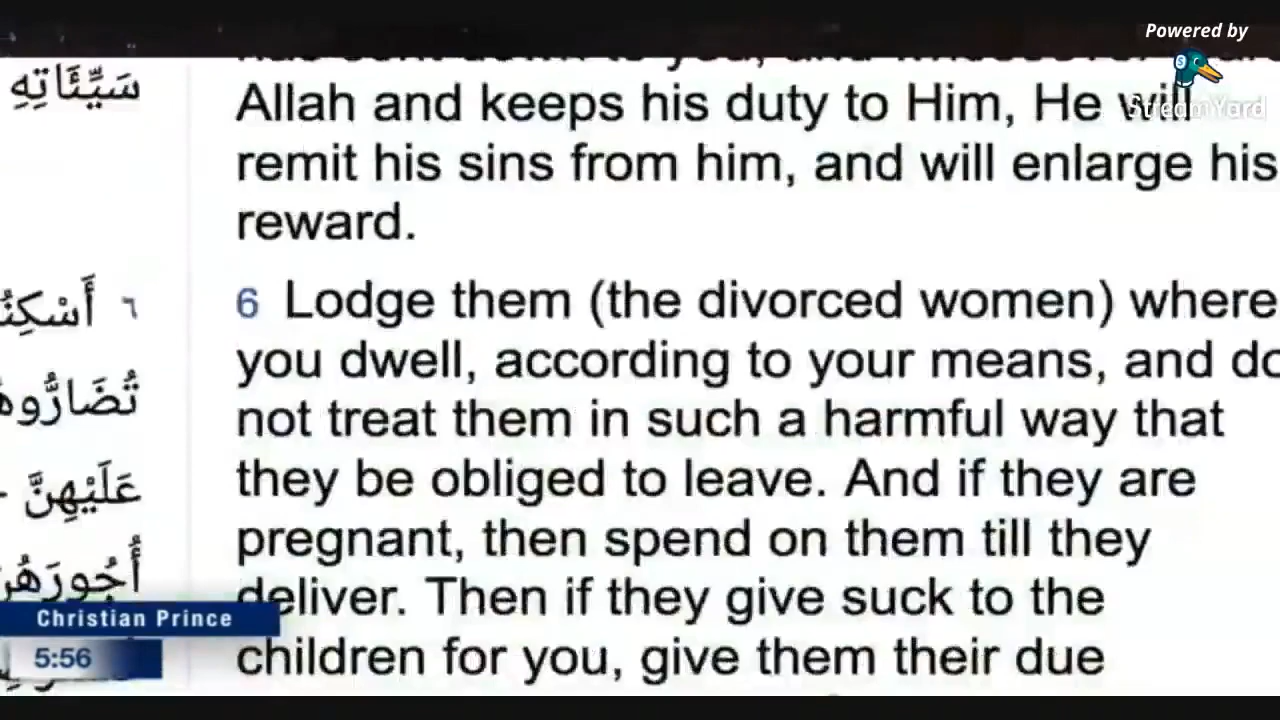 Powered by
StreamYard
سَيِّئَاتِهِ
Allah and keeps his duty to Him, He will
remit his sins from him, and will enlarge his
reward.
٦
6 Lodge them (the divorced women) where
you dwell, according to your means, and do
not treat them in such a harmful way that
عَلَيْهِنَّ
they be obliged to leave. And if they are
pregnant, then spend on them till they
deliver. Then if they give suck to the
children for you, give them their due
Christian Prince
5:56